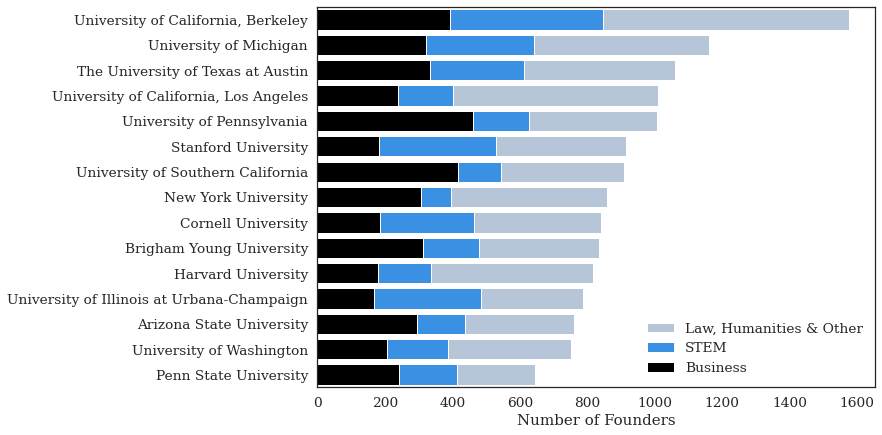 University of California, Berkeley
University of Michigan
The University of Texas at Austin
University of California, Los Angeles
University of Pennsylvania
Stanford University
University of Southern California
New York University
Cornell University
Brigham Young University
Harvard University
University of Illinois at Urbana-Champaign
Arizona State University
University of Washington
Penn State University
Law, Humanities & Other
STEM
Business
0 200 400 600 800 1000 1200 1400 1600
Number of Founders